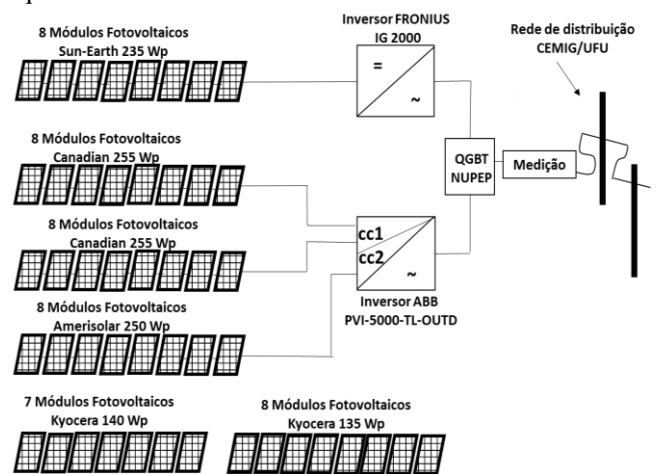 8 Módulos Fotovoltaicos
Sun-Earth 235 Wp
Inversor FRONIUS
IG 2000
=
~
Rede de distribuição
CEMIG/UFU
8 Módulos Fotovoltaicos
Canadian 255 Wp
QGBT
NUPEP
Medição
8 Módulos Fotovoltaicos
Canadian 255 Wp
cc1
cc2
~
Inversor ABB
PVI-5000-TL-OUTD
8 Módulos Fotovoltaicos
Amerisolar 250 Wp
7 Módulos Fotovoltaicos
Kyocera 140 Wp
8 Módulos Fotovoltaicos
Kyocera 135 Wp